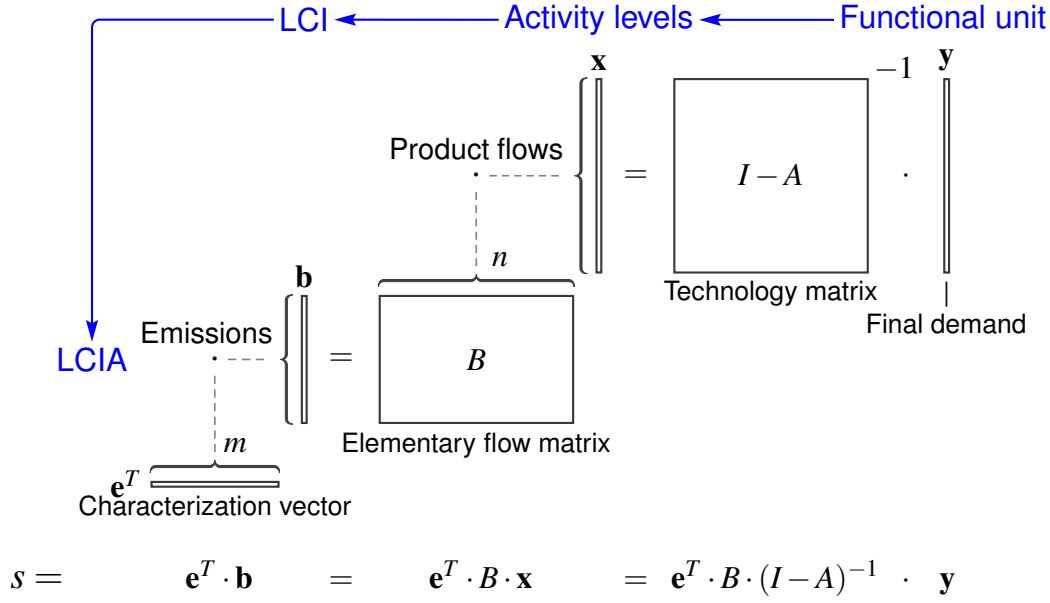 LCI Activity levels Functional unit
x −1 y
Product flows
= I − A ·
n
b
Technology matrix
Emissions
Final demand
LCIA = B
m
Elementary flow matrix
e^T
Characterization vector
s = e^T · b = e^T · B · x = e^T · B · (I − A)^−1 · y